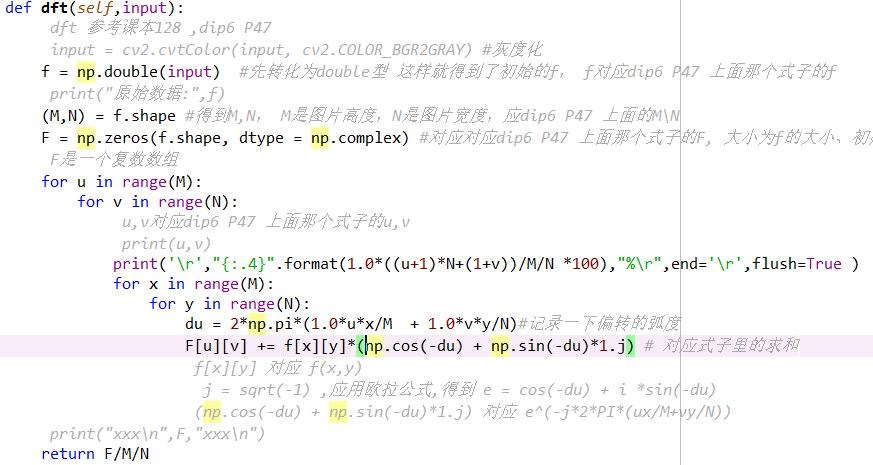 def dft(self,input):
dft 参考课本128 ,dip6 P47
input = cv2.cvtColor(input, cv2.COLOR_BGR2GRAY) #灰度化
f = np.double(input)  #先转化为double型 这样就得到了初始的f， f对应dip6 P47 上面那个式子的f
print("原始数据:",f)
(M,N) = f.shape #得到M,N， M是图片高度，N是图片宽度，应dip6 P47 上面的M\N
F = np.zeros(f.shape, dtype = np.complex) #对应对应dip6 P47 上面那个式子的F, 大小为f的大小、初
F是一个复数数组
for u in range(M):
for v in range(N):
u,v对应dip6 P47 上面那个式子的u,v
print(u,v)
print('\r',"{:.4}".format(1.0*((u+1)*N+(1+v))/M/N *100),"%\r",end='\r',flush=True )
for x in range(M):
for y in range(N):
du = 2*np.pi*(1.0*u*x/M  + 1.0*v*y/N)#记录一下偏转的弧度
F[u][v] += f[x][y]*(np.cos(-du) + np.sin(-du)*1.j) # 对应式子里的求和
f[x][y] 对应 f(x,y)
j = sqrt(-1) ,应用欧拉公式,得到 e = cos(-du) + i *sin(-du)
(np.cos(-du) + np.sin(-du)*1.j) 对应 e^(-j*2*PI*(ux/M+vy/N))
print("xxx\n",F,"xxx\n")
return F/M/N